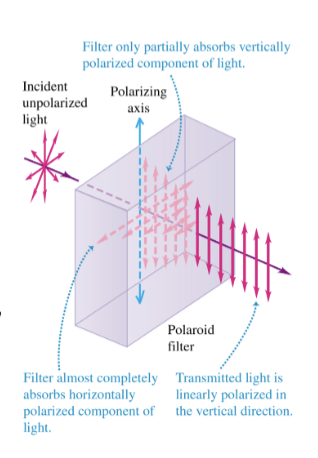 Filter only partially absorbs vertically
polarized component of light.
Incident
unpolarized
light
Polarizing
axis
Polaroid
filter
Filter almost completely
absorbs horizontally
polarized component of
light.
Transmitted light is
linearly polarized in
the vertical direction.